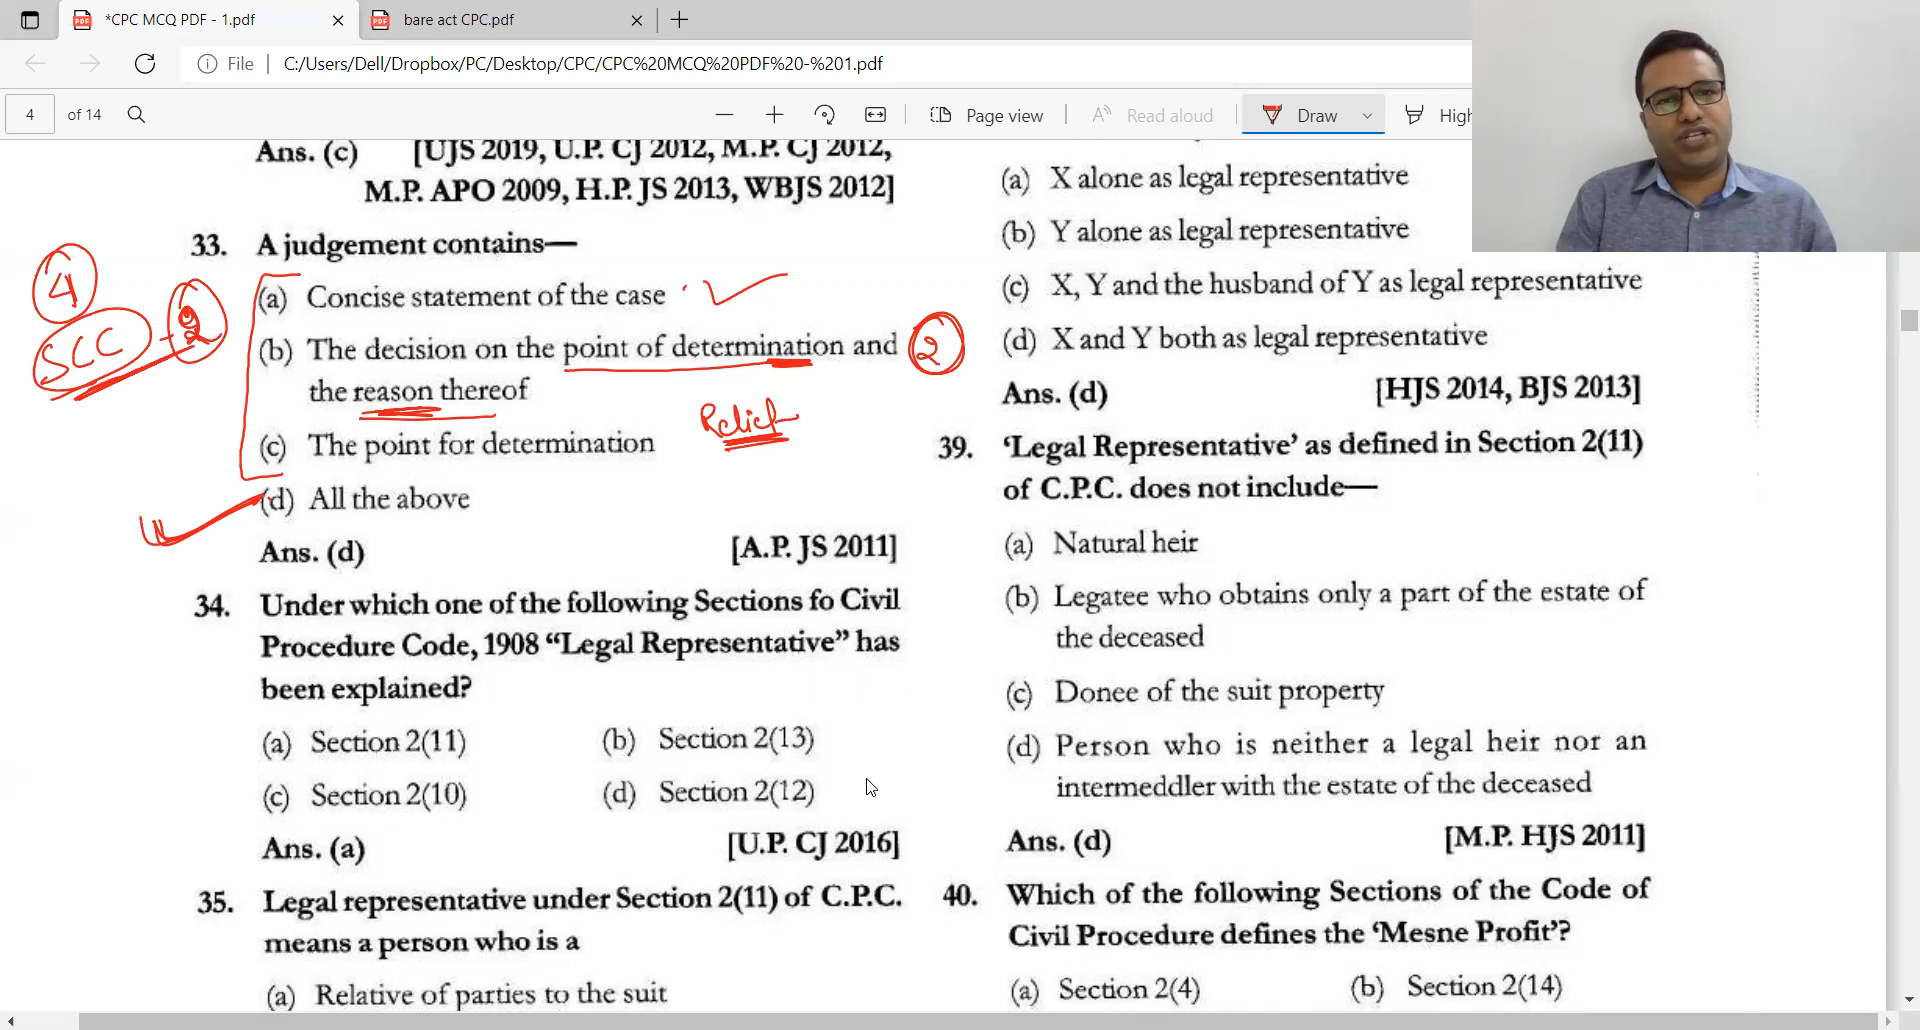 *CPC MCQ PDF - 1.pdf
bare act CPC.pdf
File
C:/Users/Dell/Dropbox/PC/Desktop/CPC/CPC%20MCQ%20PDF%20-%201.pdf
4 of 14
Page view
Read aloud
Draw
High
Ans. (c) [UJS 2019, U.P. CJ 2012, M.P. CJ 2012,
M.P. APO 2009, H.P. JS 2013, WBJS 2012]
33. A judgement contains—
(a) Concise statement of the case
(b) The decision on the point of determination and
the reason thereof
(c) The point for determination
(d) All the above
Ans. (d) [A.P. JS 2011]
4
SCC - 2
2
Relief
34. Under which one of the following Sections fo Civil
Procedure Code, 1908 “Legal Representative” has
been explained?
(a) Section 2(11) (b) Section 2(13)
(c) Section 2(10) (d) Section 2(12)
Ans. (a) [U.P. CJ 2016]
35. Legal representative under Section 2(11) of C.P.C.
means a person who is a
(a) Relative of parties to the suit
(a) X alone as legal representative
(b) Y alone as legal representative
(c) X, Y and the husband of Y as legal representative
(d) X and Y both as legal representative
Ans. (d) [HJS 2014, BJS 2013]
39. ‘Legal Representative’ as defined in Section 2(11)
of C.P.C. does not include—
(a) Natural heir
(b) Legatee who obtains only a part of the estate of
the deceased
(c) Donee of the suit property
(d) Person who is neither a legal heir nor an
intermeddler with the estate of the deceased
Ans. (d) [M.P. HJS 2011]
40. Which of the following Sections of the Code of
Civil Procedure defines the ‘Mesne Profit’?
(a) Section 2(4) (b) Section 2(14)